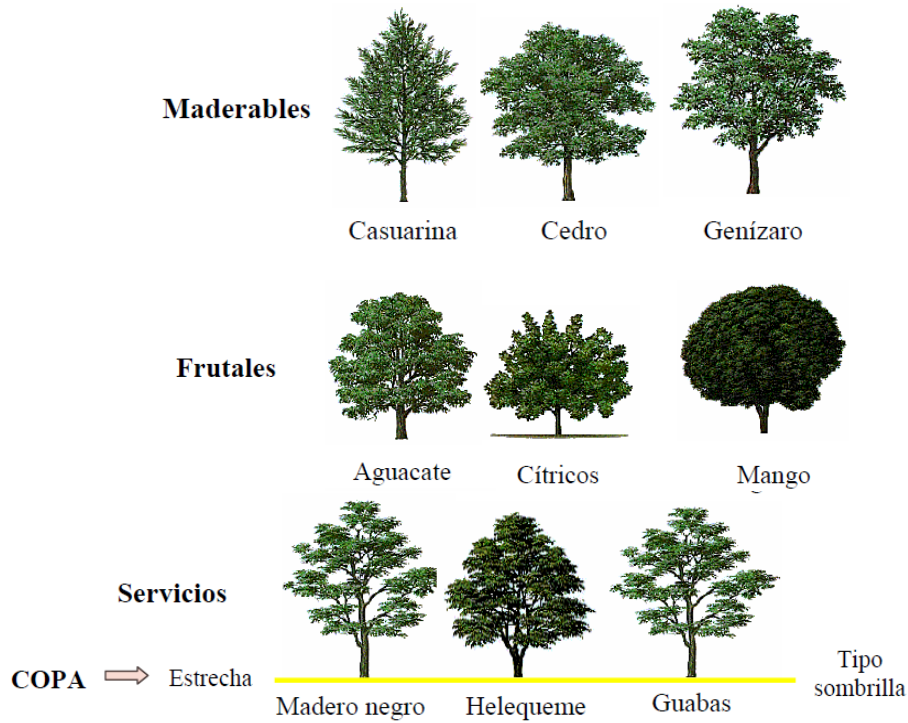 Maderables
Casuarina Cedro Genízaro
Frutales
Aguacate Cítricos Mango
Servicios
COPA Estrecha Tipo sombrilla
Madero negro Helequeme Guabas